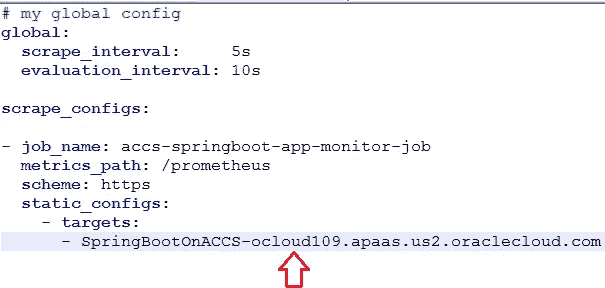 # my global config
global:
  scrape_interval:     5s
  evaluation_interval: 10s
scrape_configs:
- job_name: accs-springboot-app-monitor-job
  metrics_path: /prometheus
  scheme: https
  static_configs:
    - targets:
      - SpringBootOnACCS-ocloud109.apaas.us2.oraclecloud.com